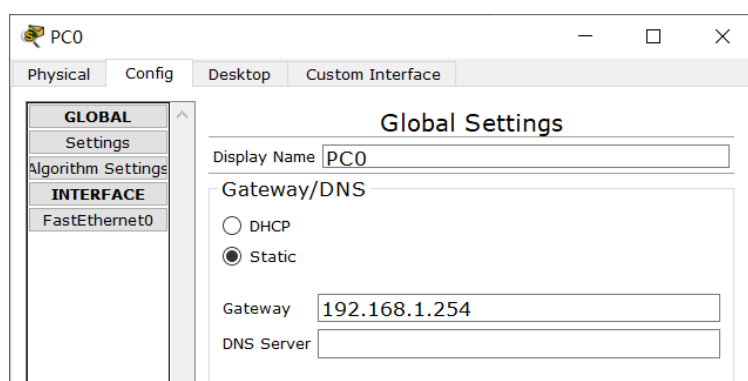 PC0
Physical Config Desktop Custom Interface
GLOBAL
Settings
Algorithm Settings
INTERFACE
FastEthernet0
Global Settings
Display Name PC0
Gateway/DNS
DHCP
Static
Gateway 192.168.1.254
DNS Server